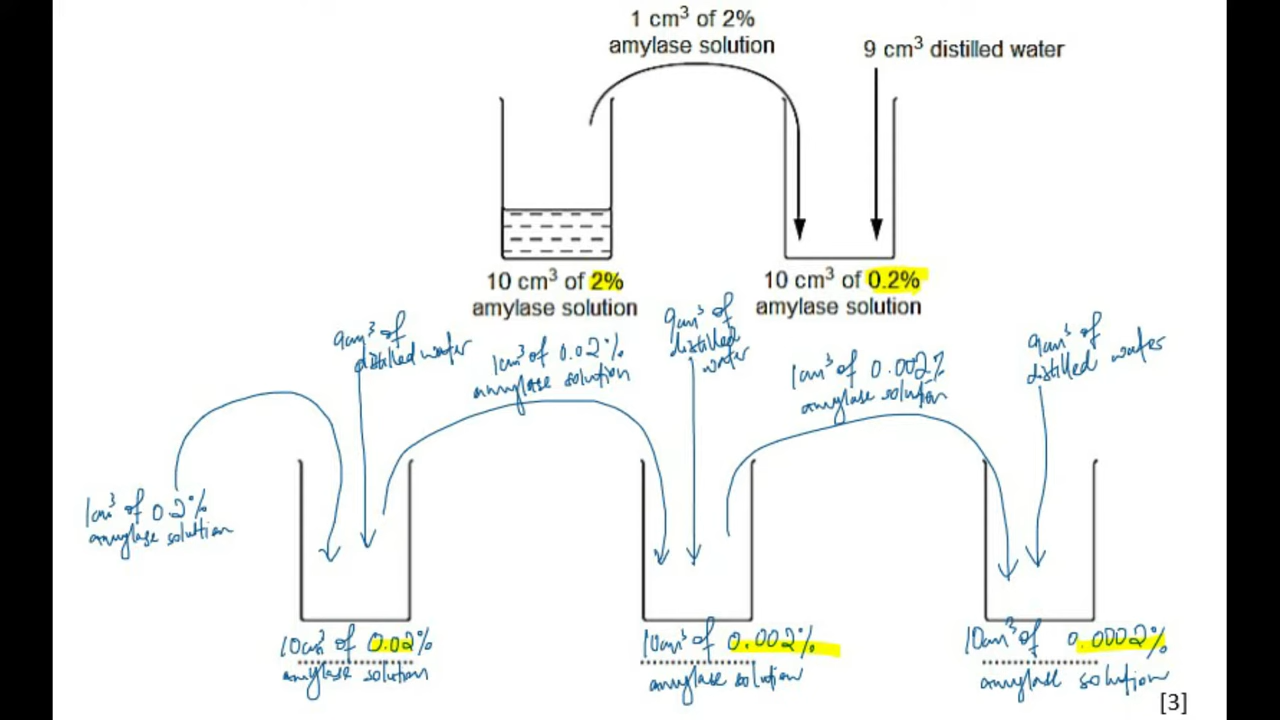 1 cm³ of 2%
amylase solution
9 cm³ distilled water
10 cm³ of 2%
amylase solution
10 cm³ of 0.2%
amylase solution
9cm³ of
distilled water
1cm³ of 0.02%
amylase solution
9cm³ of
distilled
water
1cm³ of 0.002%
amylase solution
9cm³ of
distilled water
1cm³ of 0.2%
amylase solution
10cm³ of 0.02%
amylase solution
10cm³ of 0.002%
amylase solution
10cm³ of 0.0002%
amylase solution
[3]